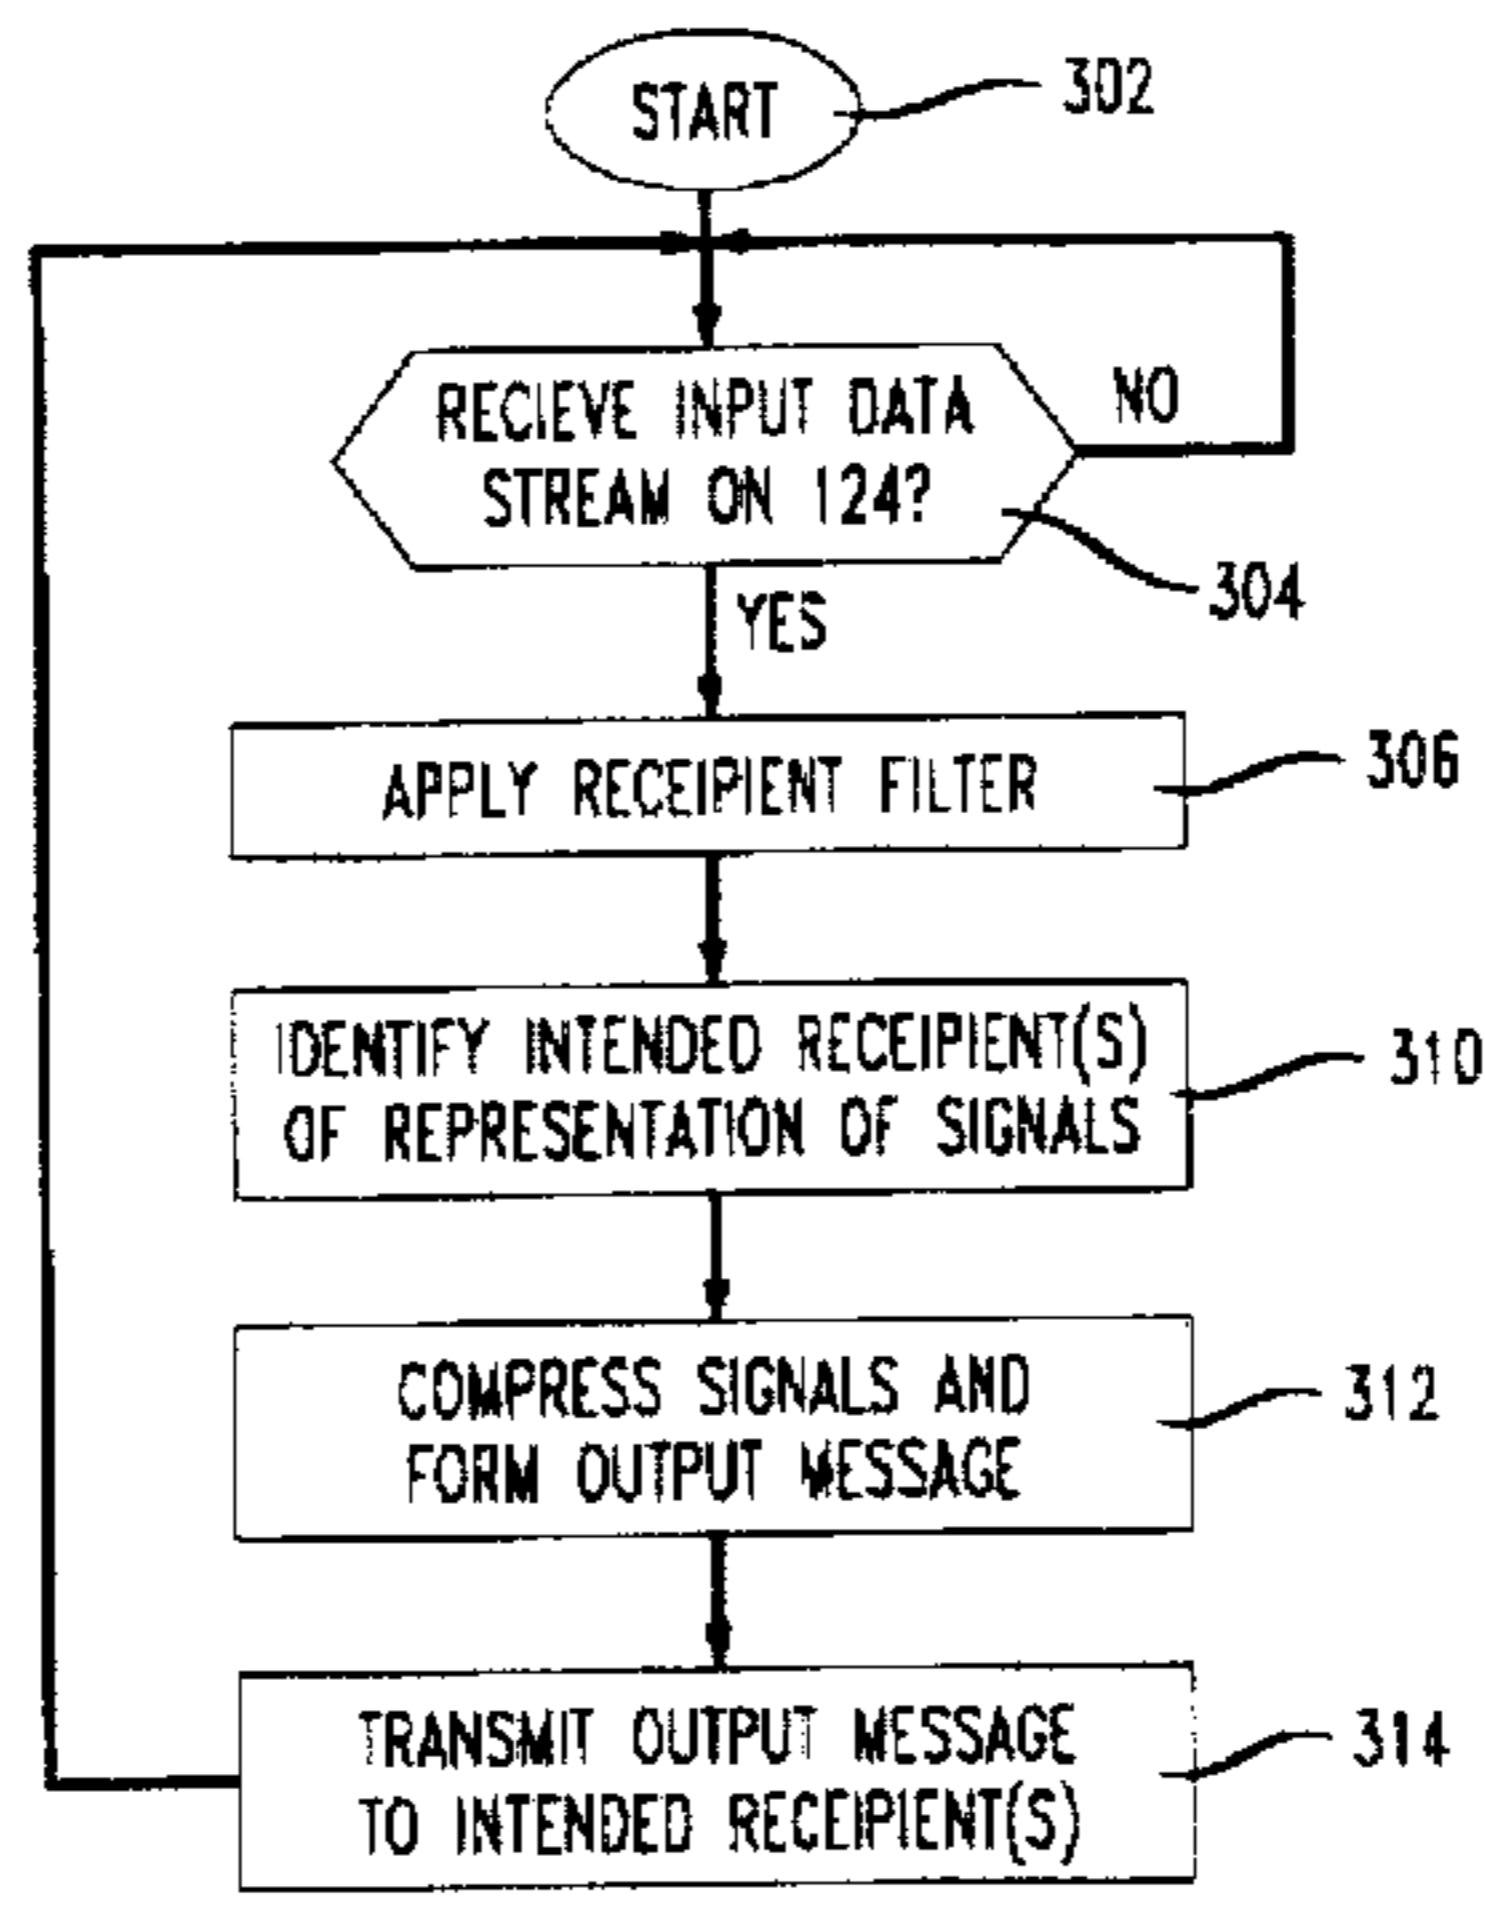 START
302
RECIEVE INPUT DATA
STREAM ON 124?
NO
304
YES
APPLY RECEIPIENT FILTER
306
IDENTIFY INTENDED RECEIPIENT(S)
OF REPRESENTATION OF SIGNALS
310
COMPRESS SIGNALS AND
FORM OUTPUT MESSAGE
312
TRANSMIT OUTPUT MESSAGE
TO INTENDED RECEIPIENT(S)
314